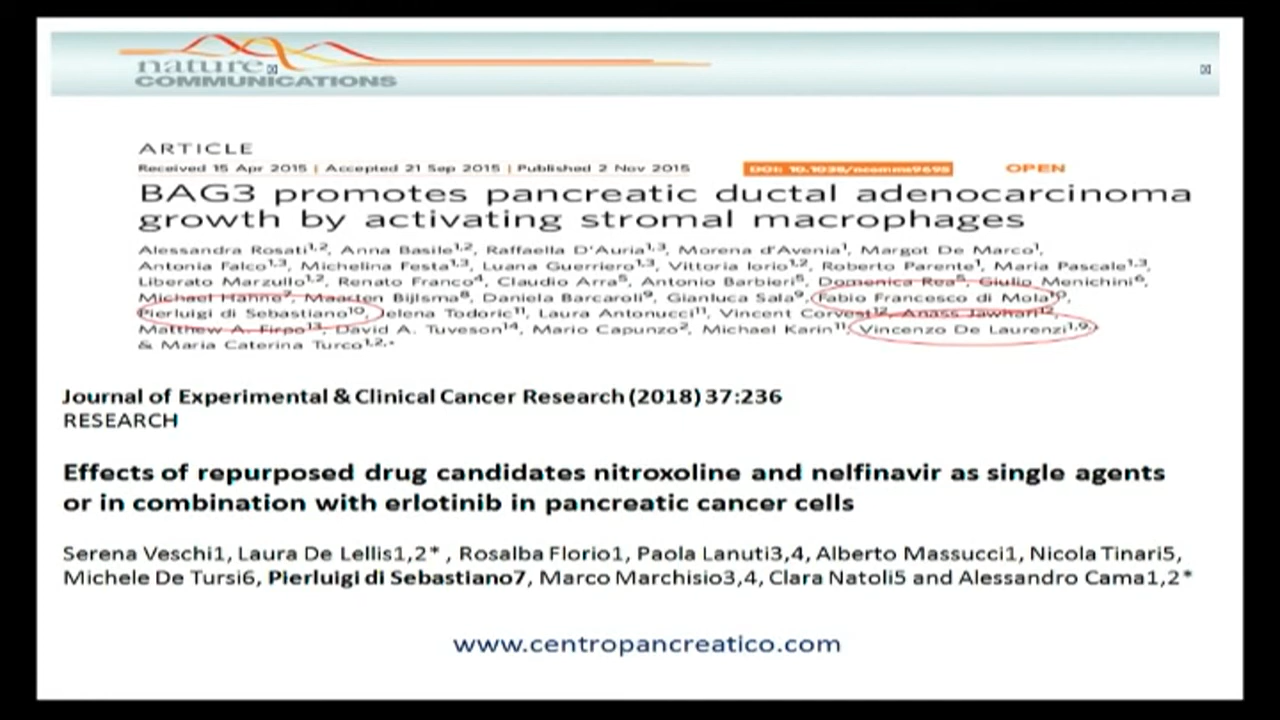 nature
COMMUNICATIONS
ARTICLE
Received 15 Apr 2015 | Accepted 21 Sep 2015 | Published 2 Nov 2015 DOI: 10.1038/ncomms9695 OPEN
BAG3 promotes pancreatic ductal adenocarcinoma
growth by activating stromal macrophages
Alessandra Rosati1,2, Anna Basile1,2, Raffaella D'Auria1,3, Morena d'Avenia1, Margot De Marco1,
Antonia Falco1,3, Michelina Festa1,3, Luana Guerriero1,3, Vittoria Iorio1,2, Roberto Parente1, Maria Pascale1,3,
Liberato Marzullo1,2, Renato Franco4, Claudio Arra5, Antonio Barbieri5, Domenica Rea5, Giulio Menichini6,
Michael Hahne7, Maarten Bijlsma8, Daniela Barcaroli9, Gianluca Sala9, Fabio Francesco di Mola10,
Pierluigi di Sebastiano10, Jelena Todoric11, Laura Antonucci11, Vincent Corvest12, Anass Jawhari12,
Matthew A. Firpo13, David A. Tuveson14, Mario Capunzo2, Michael Karin11, Vincenzo De Laurenzi1,9,
& Maria Caterina Turco1,2,*
Journal of Experimental & Clinical Cancer Research (2018) 37:236
RESEARCH
Effects of repurposed drug candidates nitroxoline and nelfinavir as single agents
or in combination with erlotinib in pancreatic cancer cells
Serena Veschi1, Laura De Lellis1,2* , Rosalba Florio1, Paola Lanuti3,4, Alberto Massucci1, Nicola Tinari5,
Michele De Tursi6, Pierluigi di Sebastiano7, Marco Marchisio3,4, Clara Natoli5 and Alessandro Cama1,2*
www.centropancreatico.com